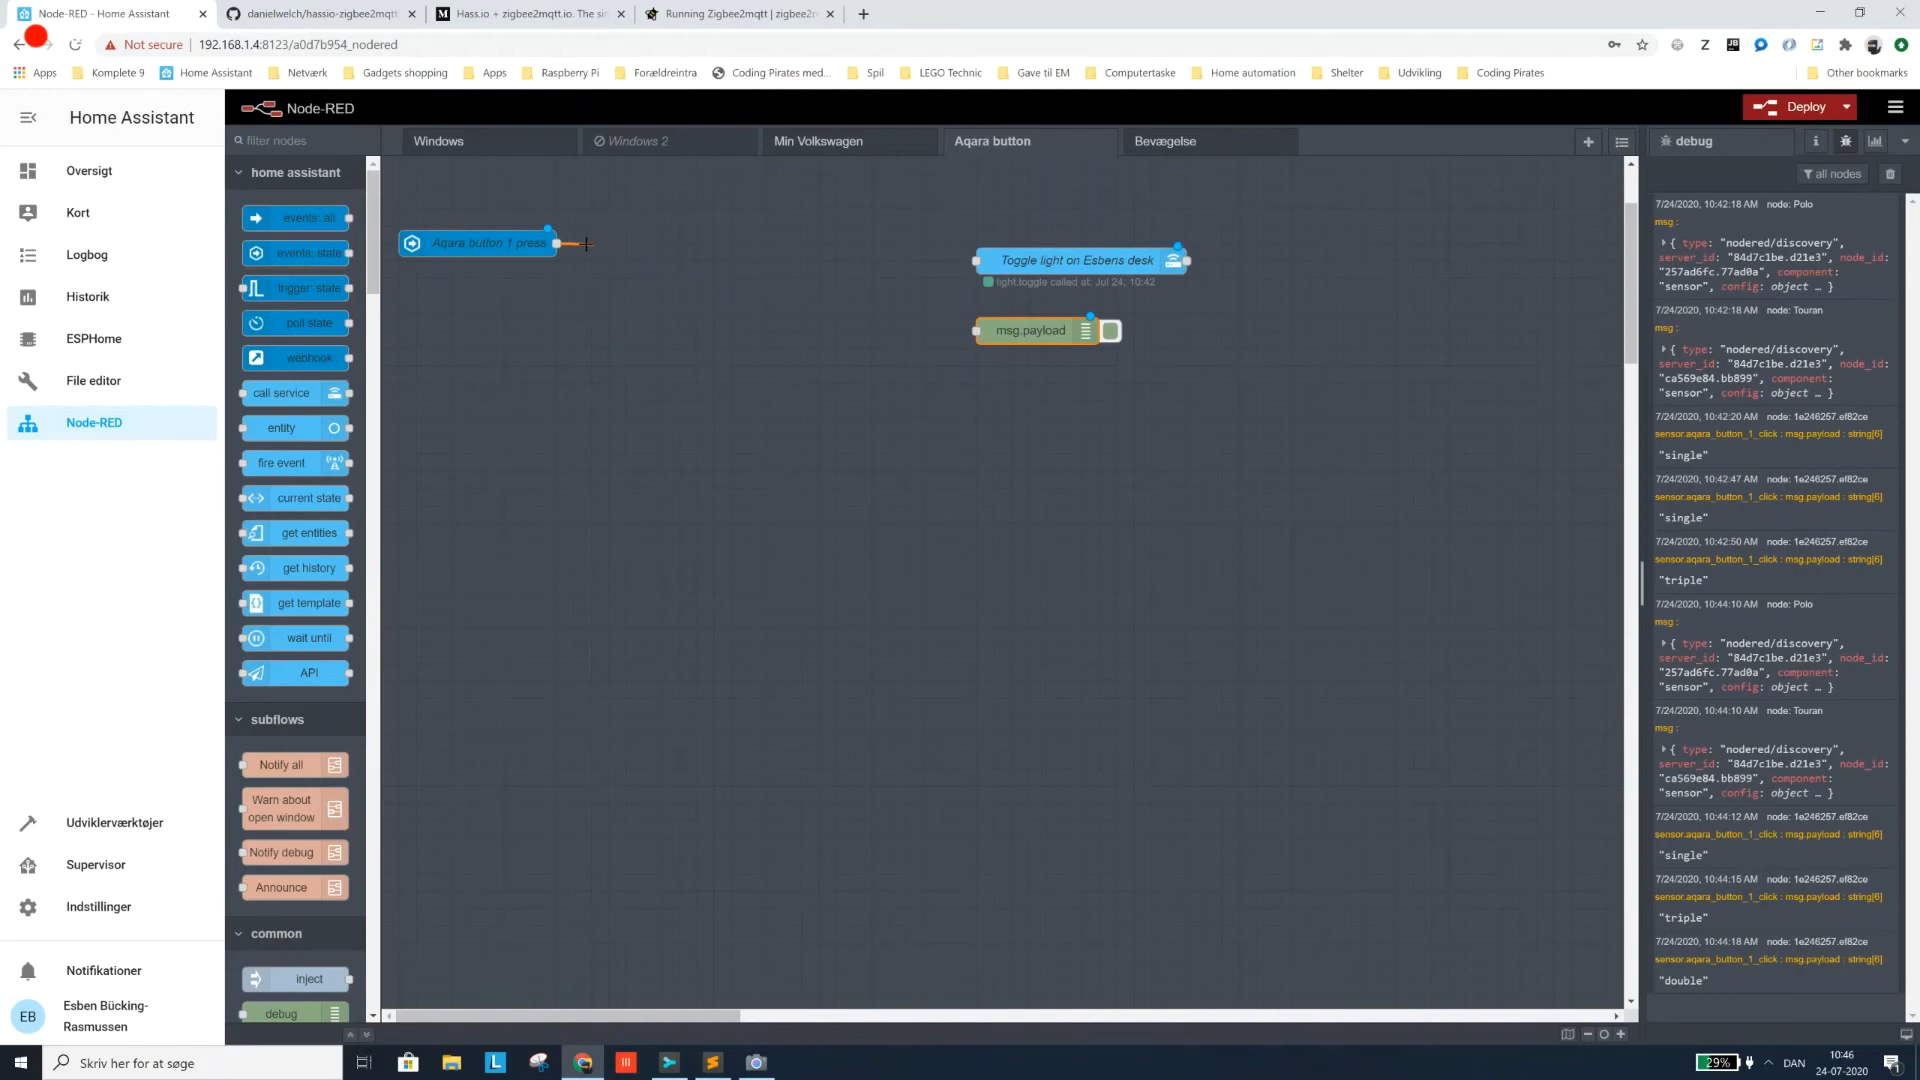 Node-RED - Home Assistant
danielwelch/hassio-zigbee2mqtt:
Hass.io + zigbee2mqtt.io. The sin
Running Zigbee2mqtt | zigbee2m
Not secure
192.168.1.4:8123/a0d7b954_nodered
Apps
Komplete 9
Home Assistant
Netværk
Gadgets shopping
Apps
Raspberry Pi
Forældreintra
Coding Pirates med...
Spil
LEGO Technic
Gave til EM
Computertaske
Home automation
Shelter
Udvikling
Coding Pirates
Other bookmarks
Home Assistant
Oversigt
Kort
Logbog
Historik
ESPHome
File editor
Node-RED
Udviklerværktøjer
Supervisor
Indstillinger
Notifikationer
EB
Esben Bücking-
Rasmussen
Node-RED
Deploy
filter nodes
home assistant
events: all
events: state
trigger: state
poll state
webhook
call service
entity
fire event
current state
get entities
get history
get template
wait until
API
subflows
Notify all
Warn about
open window
Notify debug
Announce
common
inject
debug
Windows
Windows 2
Min Volkswagen
Aqara button
Bevægelse
Aqara button 1 press
Toggle light on Esbens desk
light.toggle called at: Jul 24, 10:42
msg.payload
debug
all nodes
7/24/2020, 10:42:18 AM node: Polo
msg :
{ type: "nodered/discovery",
server_id: "84d7c1be.d21e3", node_id:
"257ad6fc.77ad0a", component:
"sensor", config: object … }
7/24/2020, 10:42:18 AM node: Touran
msg :
{ type: "nodered/discovery",
server_id: "84d7c1be.d21e3", node_id:
"ca569e84.bb899", component:
"sensor", config: object … }
7/24/2020, 10:42:20 AM node: 1e246257.ef82ce
sensor.aqara_button_1_click : msg.payload : string[6]
"single"
7/24/2020, 10:42:47 AM node: 1e246257.ef82ce
sensor.aqara_button_1_click : msg.payload : string[6]
"single"
7/24/2020, 10:42:50 AM node: 1e246257.ef82ce
sensor.aqara_button_1_click : msg.payload : string[6]
"triple"
7/24/2020, 10:44:10 AM node: Polo
msg :
{ type: "nodered/discovery",
server_id: "84d7c1be.d21e3", node_id:
"257ad6fc.77ad0a", component:
"sensor", config: object … }
7/24/2020, 10:44:10 AM node: Touran
msg :
{ type: "nodered/discovery",
server_id: "84d7c1be.d21e3", node_id:
"ca569e84.bb899", component:
"sensor", config: object … }
7/24/2020, 10:44:12 AM node: 1e246257.ef82ce
sensor.aqara_button_1_click : msg.payload : string[6]
"single"
7/24/2020, 10:44:15 AM node: 1e246257.ef82ce
sensor.aqara_button_1_click : msg.payload : string[6]
"triple"
7/24/2020, 10:44:18 AM node: 1e246257.ef82ce
sensor.aqara_button_1_click : msg.payload : string[6]
"double"
Skriv her for at søge
29%
DAN
10:46
24-07-2020